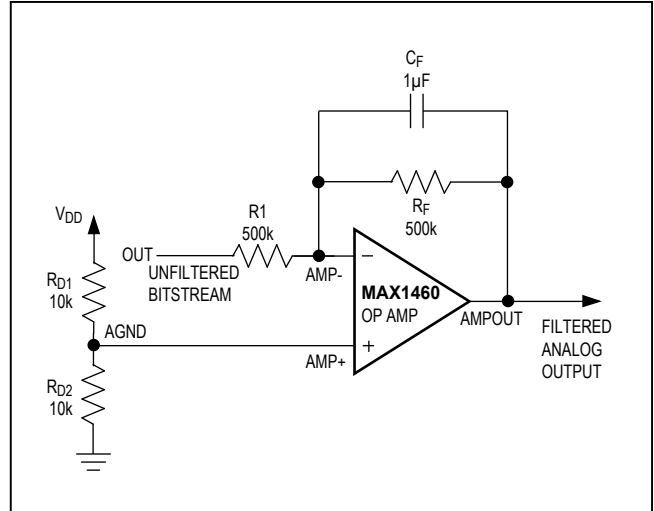 CF
1µF
RF
500k
R1
500k
VDD
OUT
UNFILTERED
BITSTREAM
AMP-
−
MAX1460
OP AMP
AMPOUT
FILTERED
ANALOG
OUTPUT
RD1
10k
AGND
+
AMP+
RD2
10k